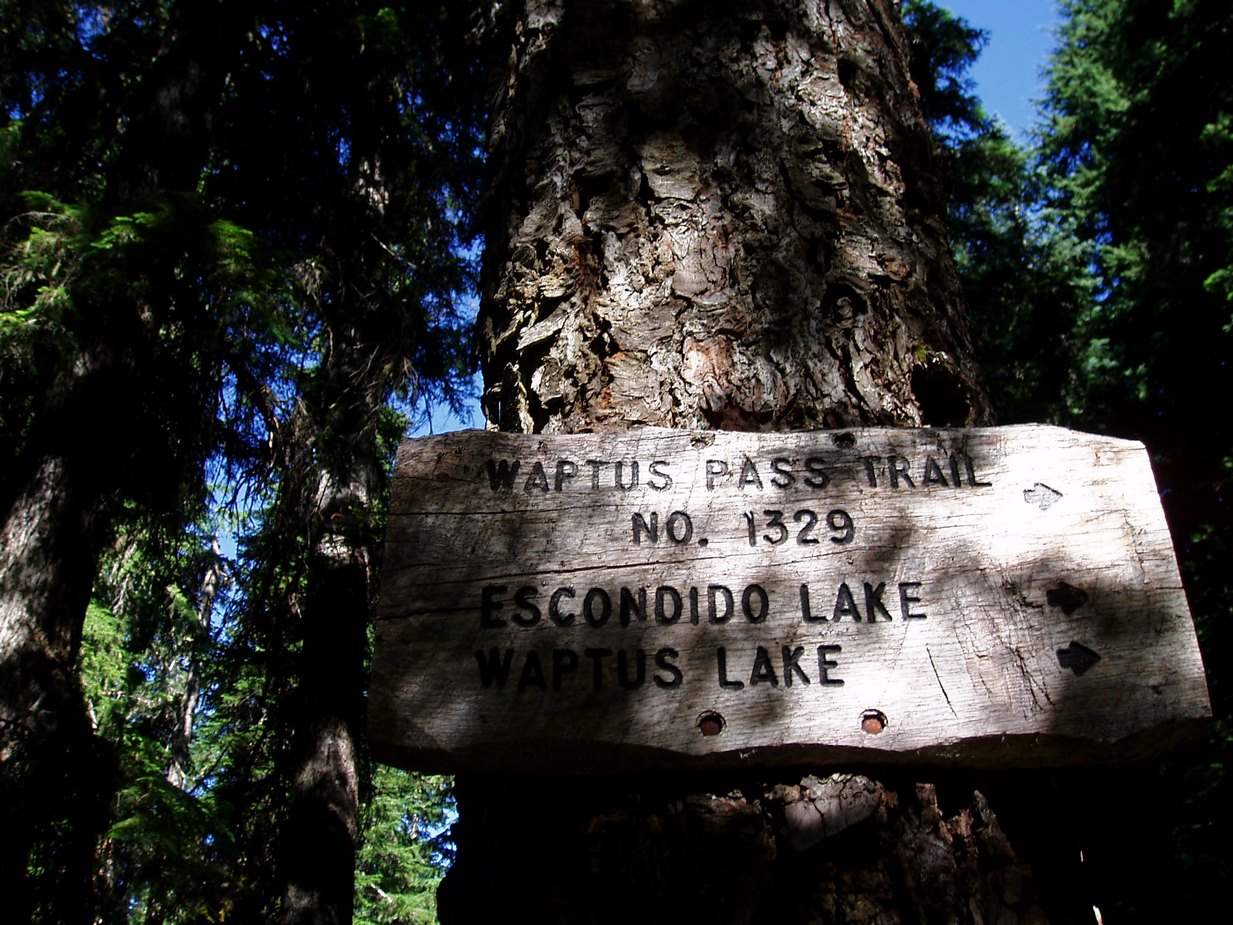 WAPTUS PASS TRAIL
NO. 1329
ESCONDIDO LAKE
WAPTUS LAKE